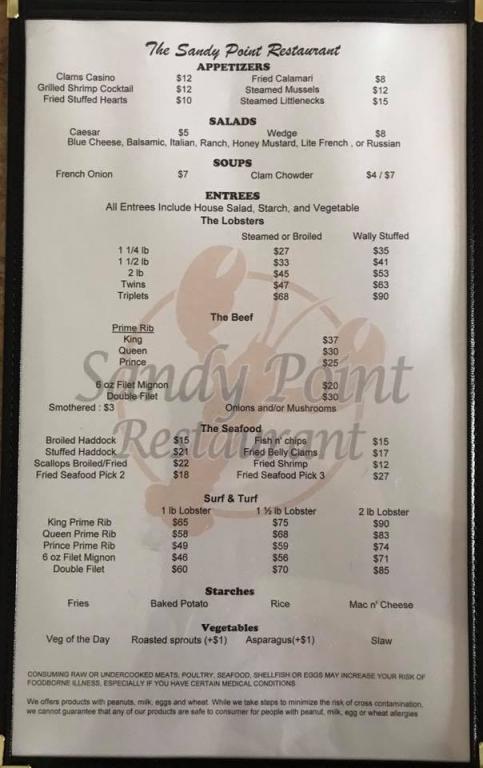 The Sandy Point Restaurant
APPETIZERS
Clams Casino $12 Fried Calamari $8
Grilled Shrimp Cocktail $12 Steamed Mussels $12
Fried Stuffed Hearts $10 Steamed Littlenecks $15
SALADS
Caesar $5 Wedge $8
Blue Cheese, Balsamic, Italian, Ranch, Honey Mustard, Lite French , or Russian
SOUPS
French Onion $7 Clam Chowder $4 / $7
ENTREES
All Entrees Include House Salad, Starch, and Vegetable
The Lobsters
Steamed or Broiled Wally Stuffed
1 1/4 lb $27 $35
1 1/2 lb $33 $41
2 lb $45 $53
Twins $47 $63
Triplets $68 $90
The Beef
Prime Rib
King $37
Queen $30
Prince $25
Sandy Point
Restaurant
6 oz Filet Mignon $20
Double Filet $30
Smothered : $3 Onions and/or Mushrooms
The Seafood
Broiled Haddock $15 Fish n' chips $15
Stuffed Haddock $21 Fried Belly Clams $17
Scallops Broiled/Fried $22 Fried Shrimp $12
Fried Seafood Pick 2 $18 Fried Seafood Pick 3 $27
Surf & Turf
1 lb Lobster 1 ½ lb Lobster 2 lb Lobster
King Prime Rib $65 $75 $90
Queen Prime Rib $58 $68 $83
Prince Prime Rib $49 $59 $74
6 oz Filet Mignon $46 $56 $71
Double Filet $60 $70 $85
Starches
Fries Baked Potato Rice Mac n' Cheese
Vegetables
Veg of the Day Roasted sprouts (+$1) Asparagus(+$1) Slaw
CONSUMING RAW OR UNDERCOOKED MEATS, POULTRY, SEAFOOD, SHELLFISH OR EGGS MAY INCREASE YOUR RISK OF
FOODBORNE ILLNESS, ESPECIALLY IF YOU HAVE CERTAIN MEDICAL CONDITIONS
We offers products with peanuts, milk, eggs and wheat. While we take steps to minimize the risk of cross contamination,
we cannot guarantee that any of our products are safe to consumer for people with peanut, milk, egg or wheat allergies